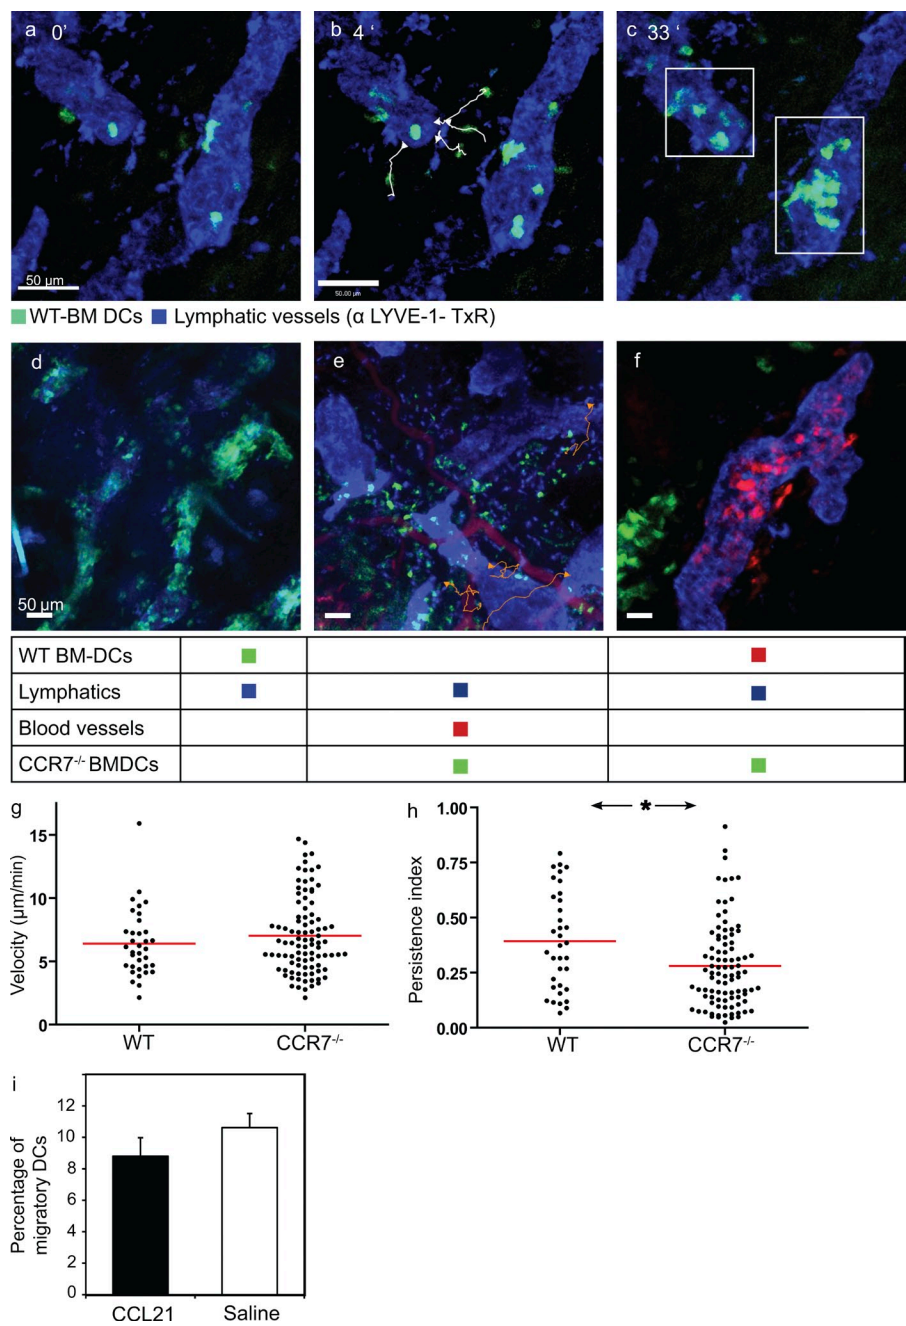 a 0'
b 4 '
c 33 '
50 µm
50.00 µm
WT-BM DCs Lymphatic vessels (α LYVE-1- TxR)
d
e
f
50 µm
WT BM-DCs
Lymphatics
Blood vessels
CCR7-/- BMDCs
g
15
10
5
0
Velocity (µm/min)
WT
CCR7-/-
h
*
1.00
0.75
0.50
0.25
0.00
Persistence index
WT
CCR7-/-
i
12
10
8
6
4
2
0
Percentage of
migratory DCs
CCL21
Saline